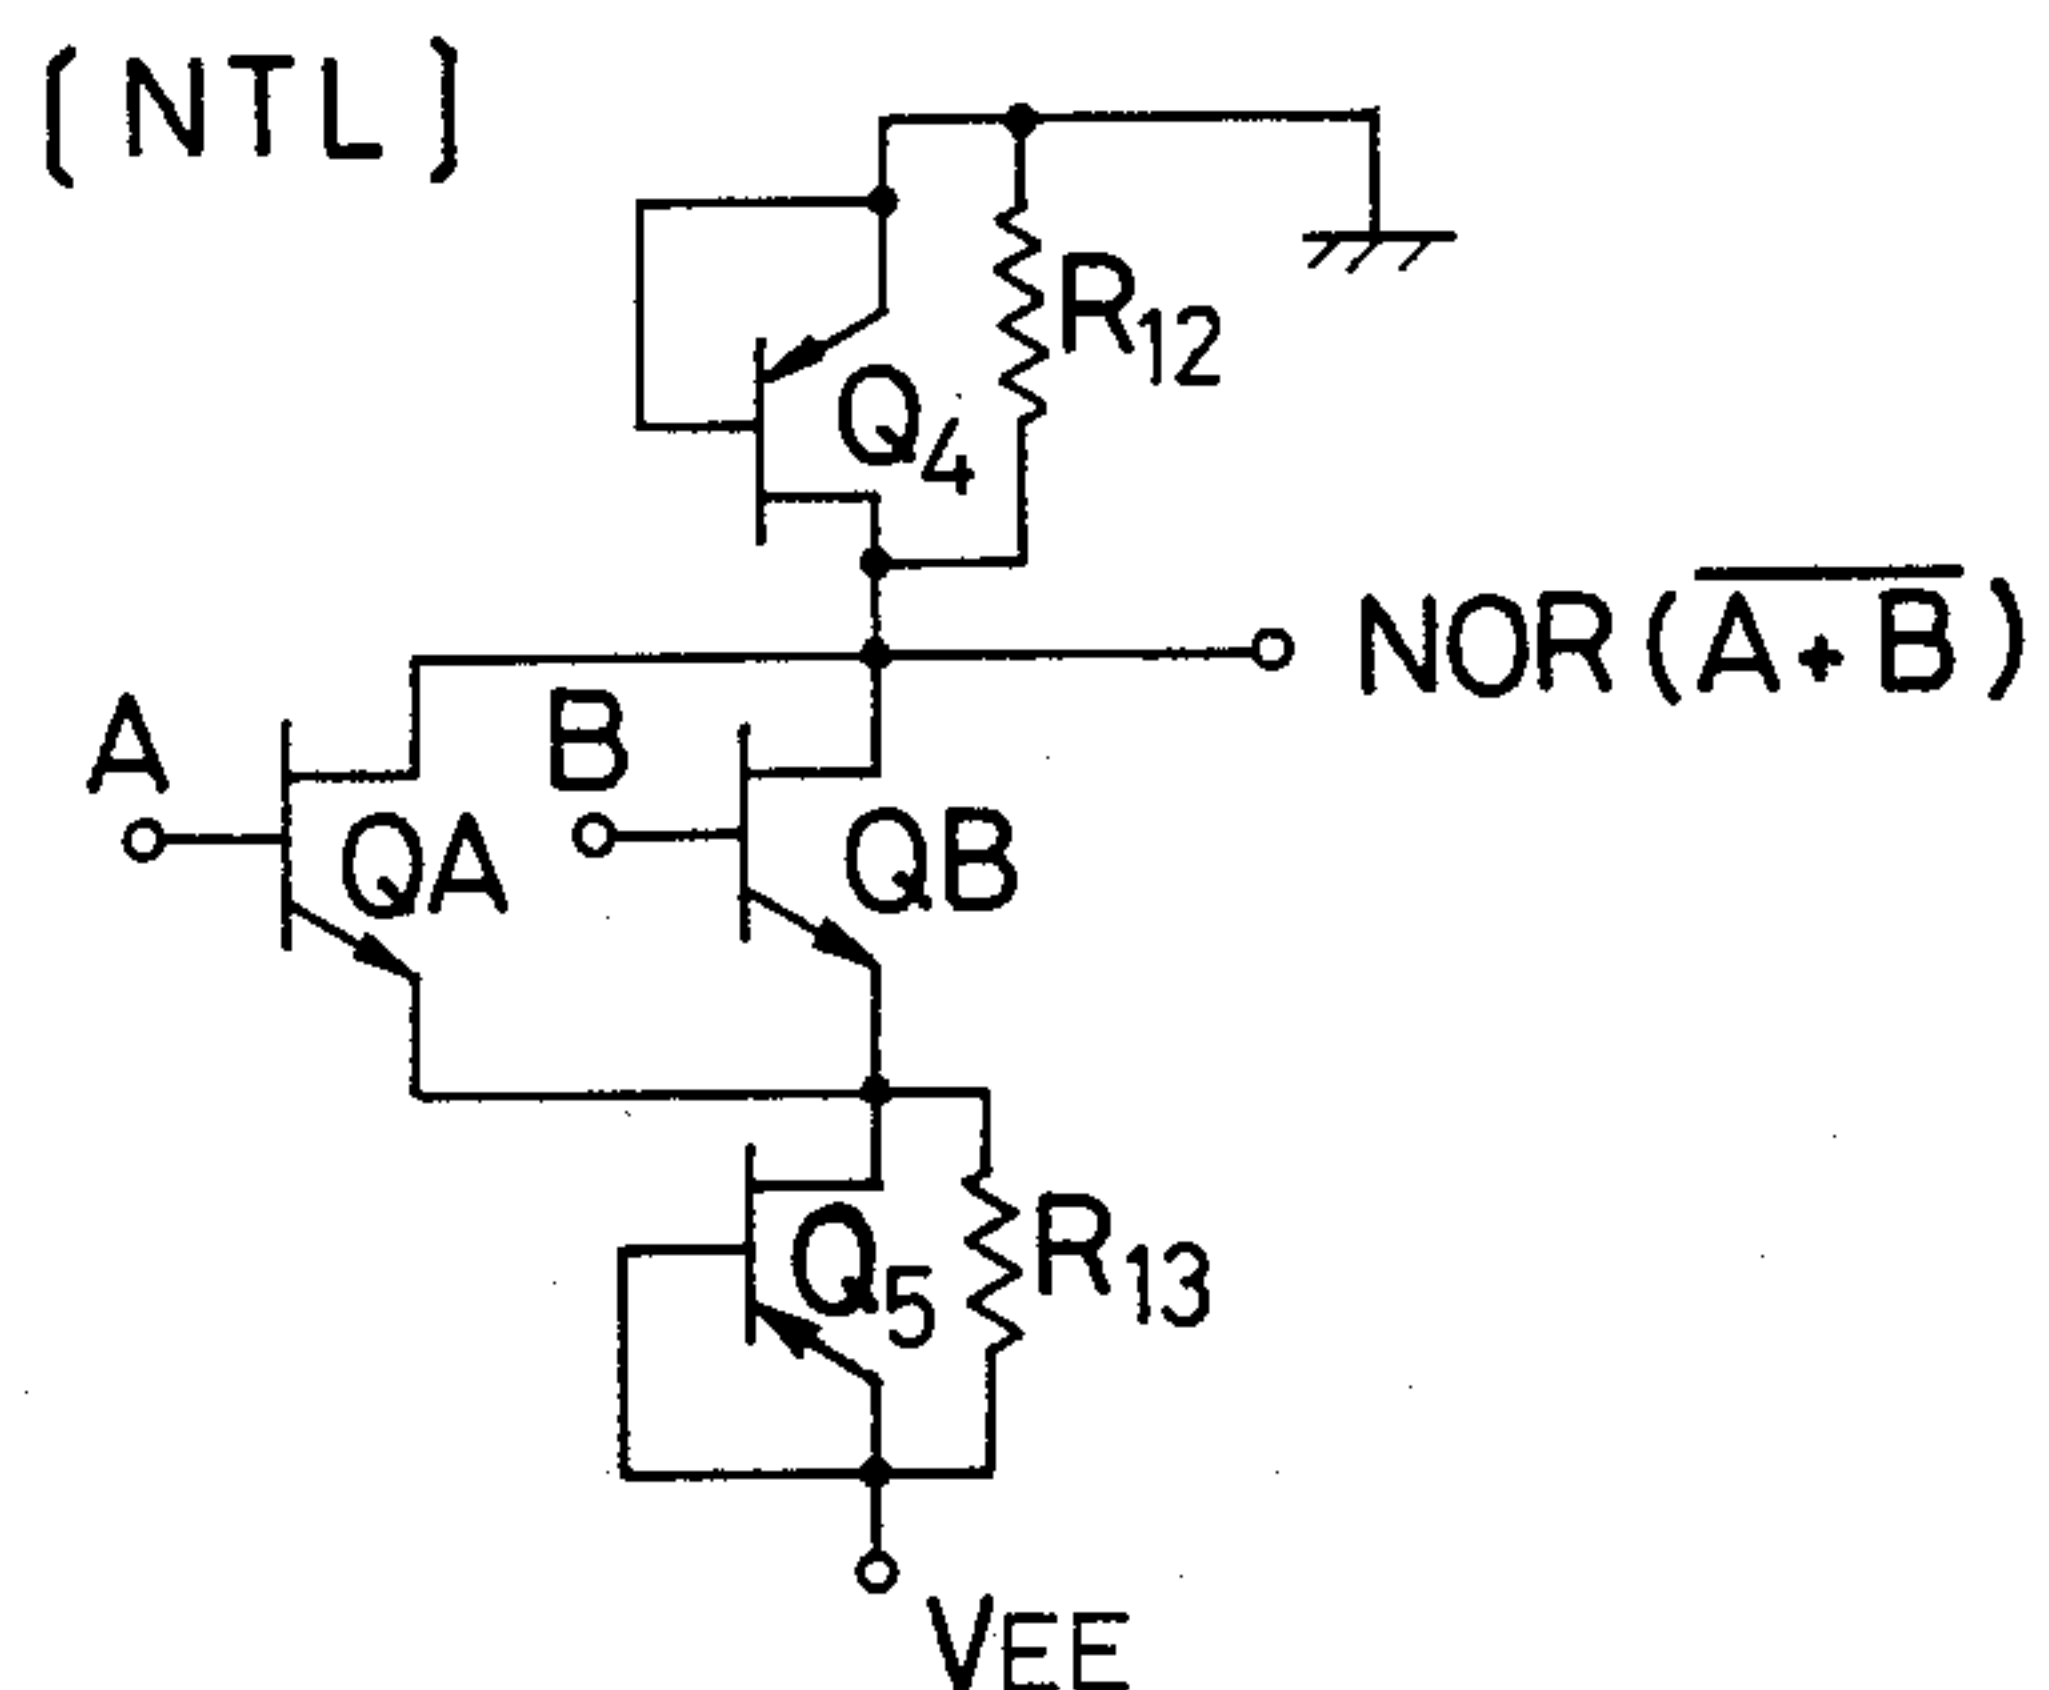 [NTL]
R12
Q4
NOR(A+B)
A
B
QA
QB
Q5
R13
VEE